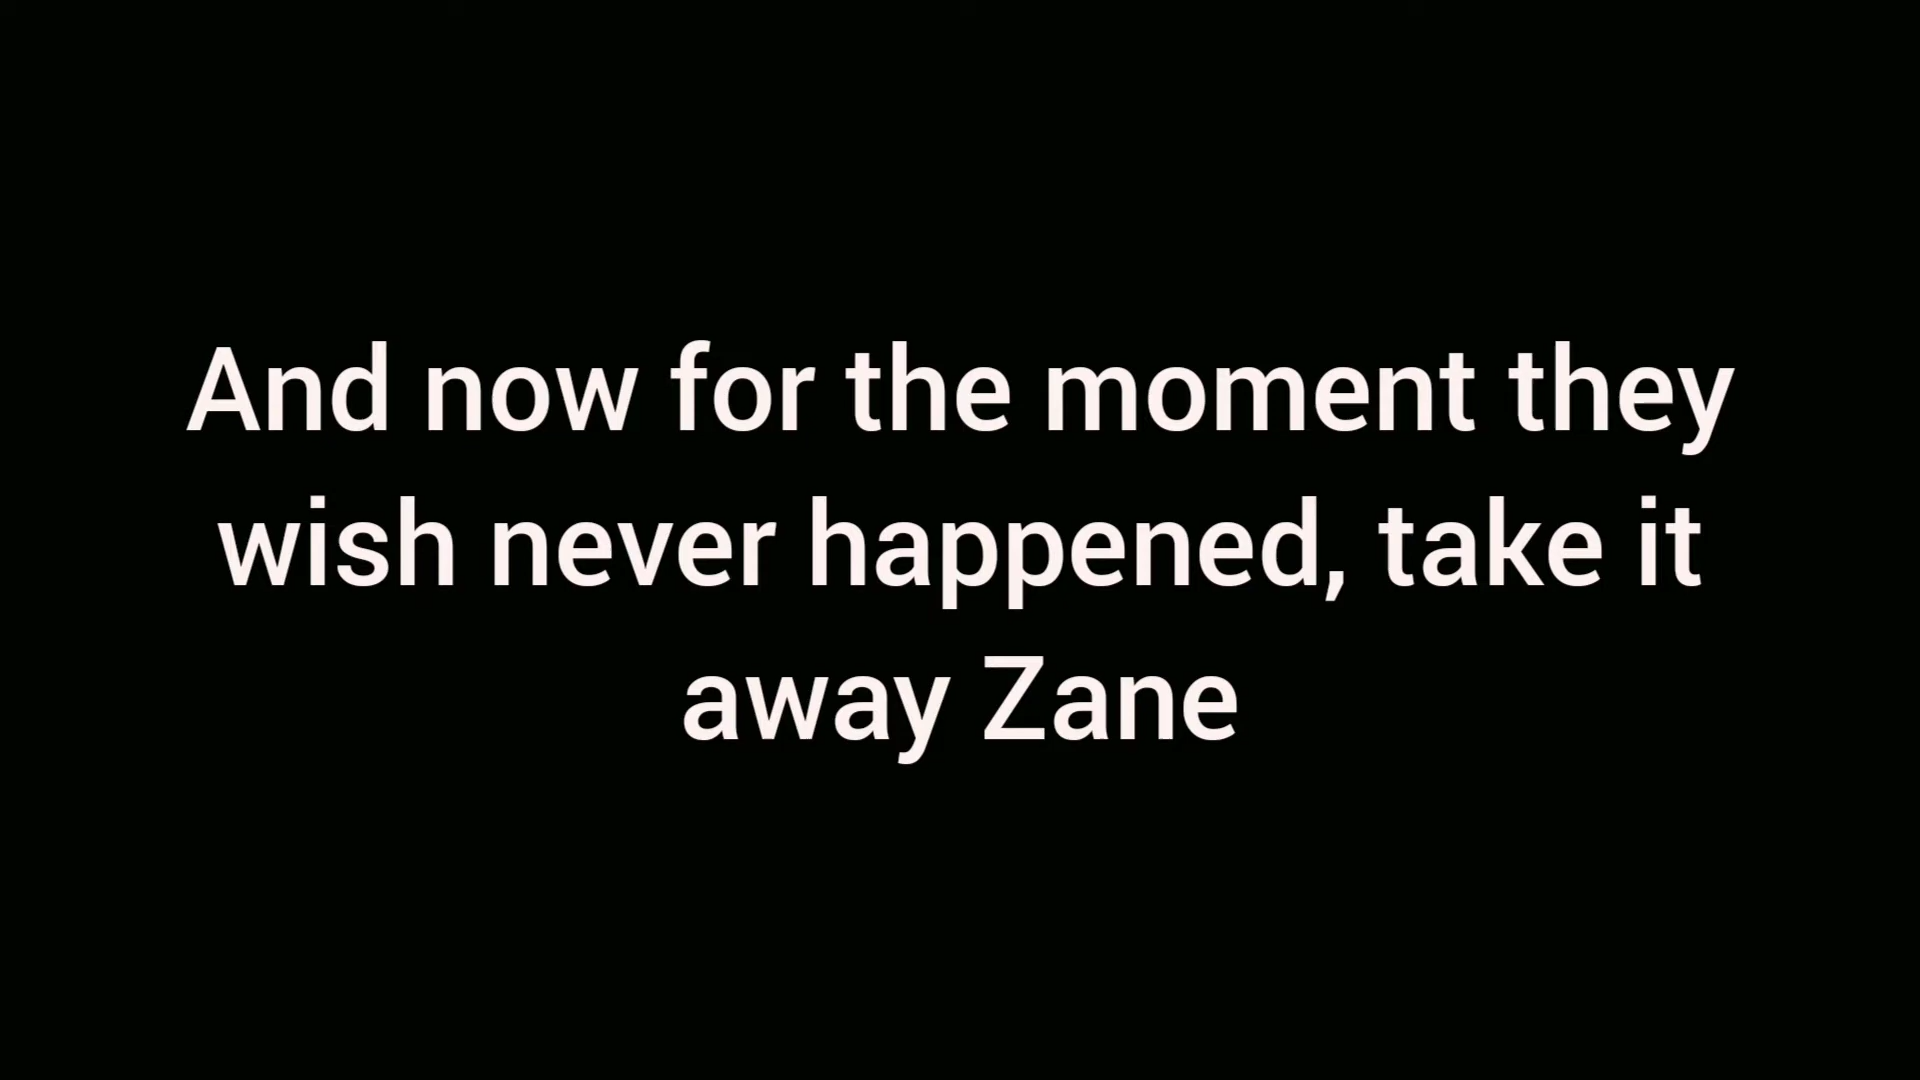 And now for the moment they
wish never happened, take it
away Zane